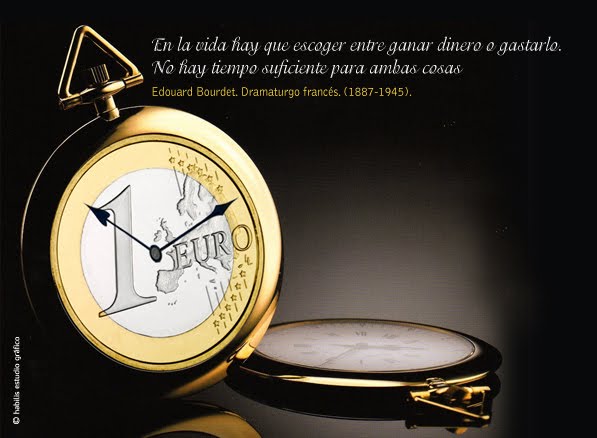 En la vida hay que escoger entre ganar dinero o gastarlo.
No hay tiempo suficiente para ambas cosas
Edouard Bourdet. Dramaturgo francés. (1887-1945).
1 EURO
© habilis estudio gráfico